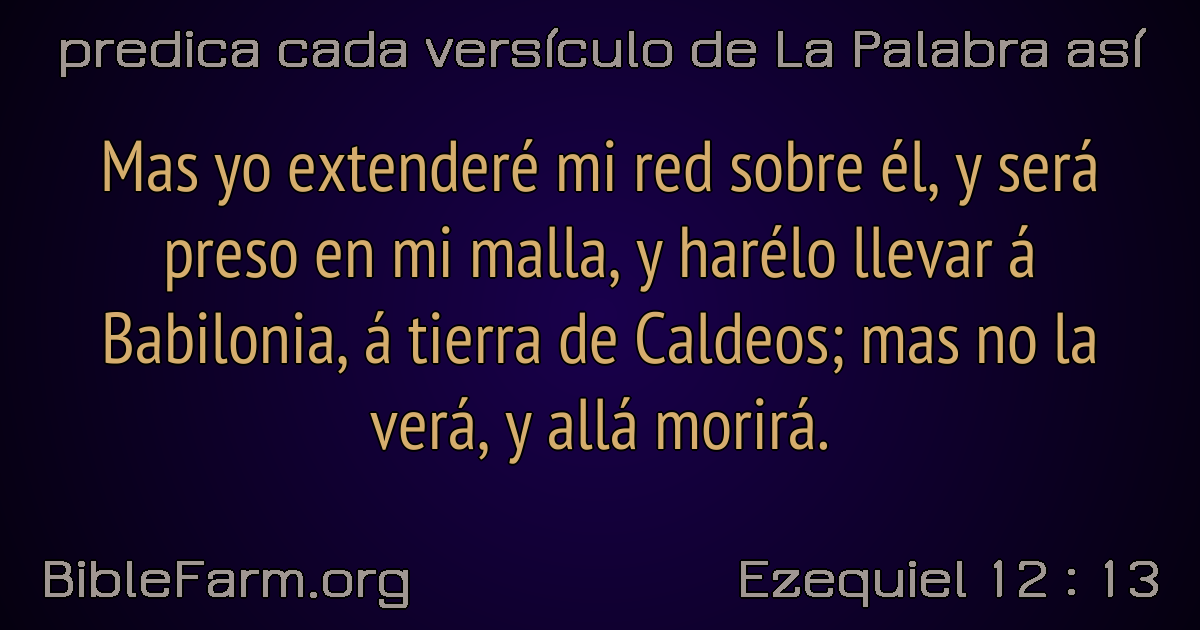 predica cada versículo de La Palabra así
Mas yo extenderé mi red sobre él, y será
preso en mi malla, y harélo llevar á
Babilonia, á tierra de Caldeos; mas no la
verá, y allá morirá.
BibleFarm.org
Ezequiel 12 : 13